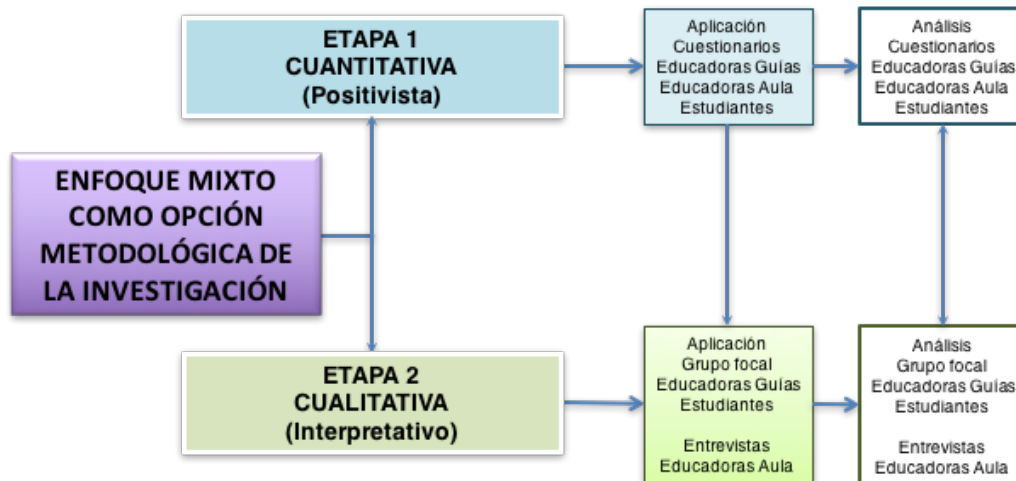 ETAPA 1
CUANTITATIVA
(Positivista)
Aplicación
Cuestionarios
Educadoras Guías
Educadoras Aula
Estudiantes
Análisis
Cuestionarios
Educadoras Guías
Educadoras Aula
Estudiantes
ENFOQUE MIXTO
COMO OPCIÓN
METODOLÓGICA DE
LA INVESTIGACIÓN
ETAPA 2
CUALITATIVA
(Interpretativo)
Aplicación
Grupo focal
Educadoras Guías
Estudiantes
Entrevistas
Educadoras Aula
Análisis
Grupo focal
Educadoras Guías
Estudiantes
Entrevistas
Educadoras Aula